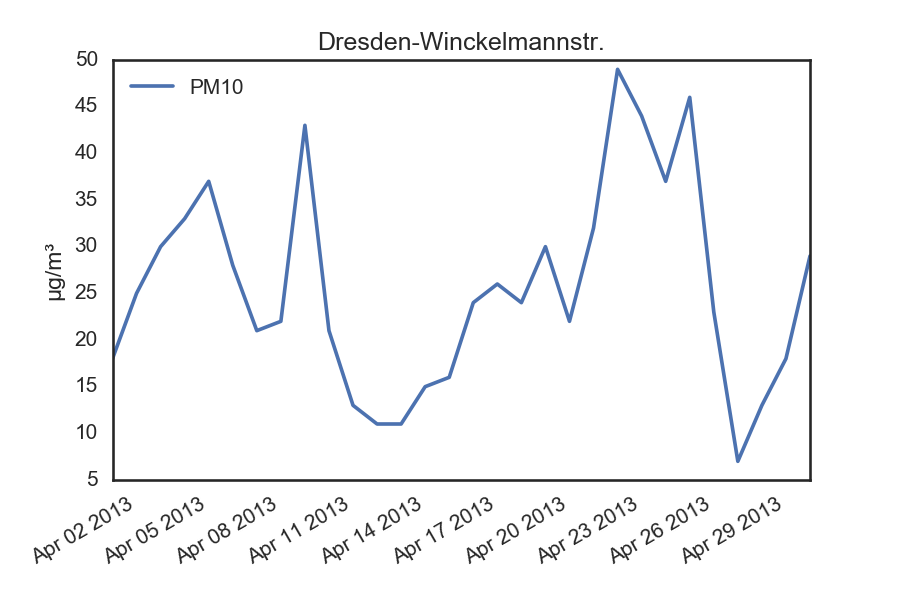 Dresden-Winckelmannstr.
50
45
40
35
30
25
20
15
10
5
µg/m³
PM10
Apr 02 2013
Apr 05 2013
Apr 08 2013
Apr 11 2013
Apr 14 2013
Apr 17 2013
Apr 20 2013
Apr 23 2013
Apr 26 2013
Apr 29 2013